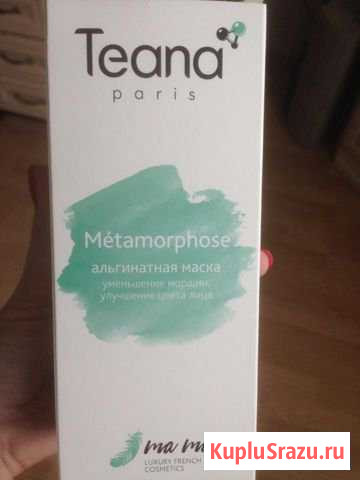 Teana
paris
Métamorphose
альгинатная маска
уменьшение морщин,
улучшение цвета лица
ma
LUXURY FRENCH
COSMETICS
KupluSrazu.ru